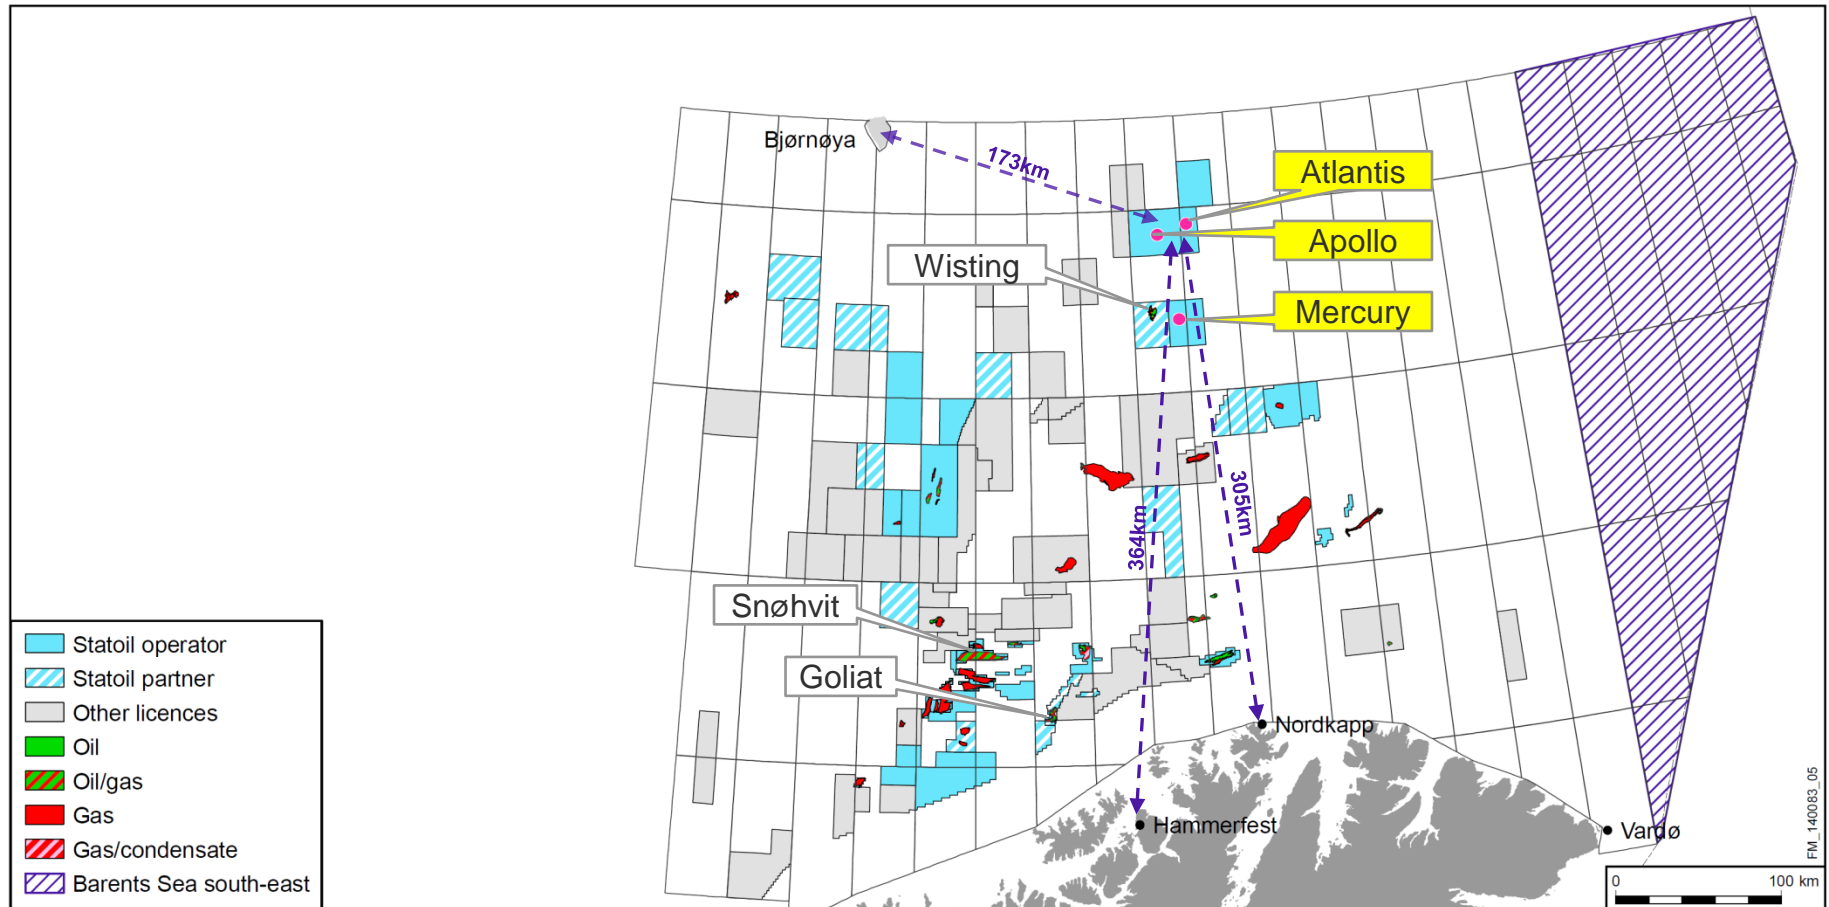 Bjørnøya
173km
Atlantis
Apollo
Wisting
Mercury
305km
364km
Snøhvit
Goliat
Nordkapp
Hammerfest
Vardø
Statoil operator
Statoil partner
Other licences
Oil
Oil/gas
Gas
Gas/condensate
Barents Sea south-east
FM_140083_05
0 100 km